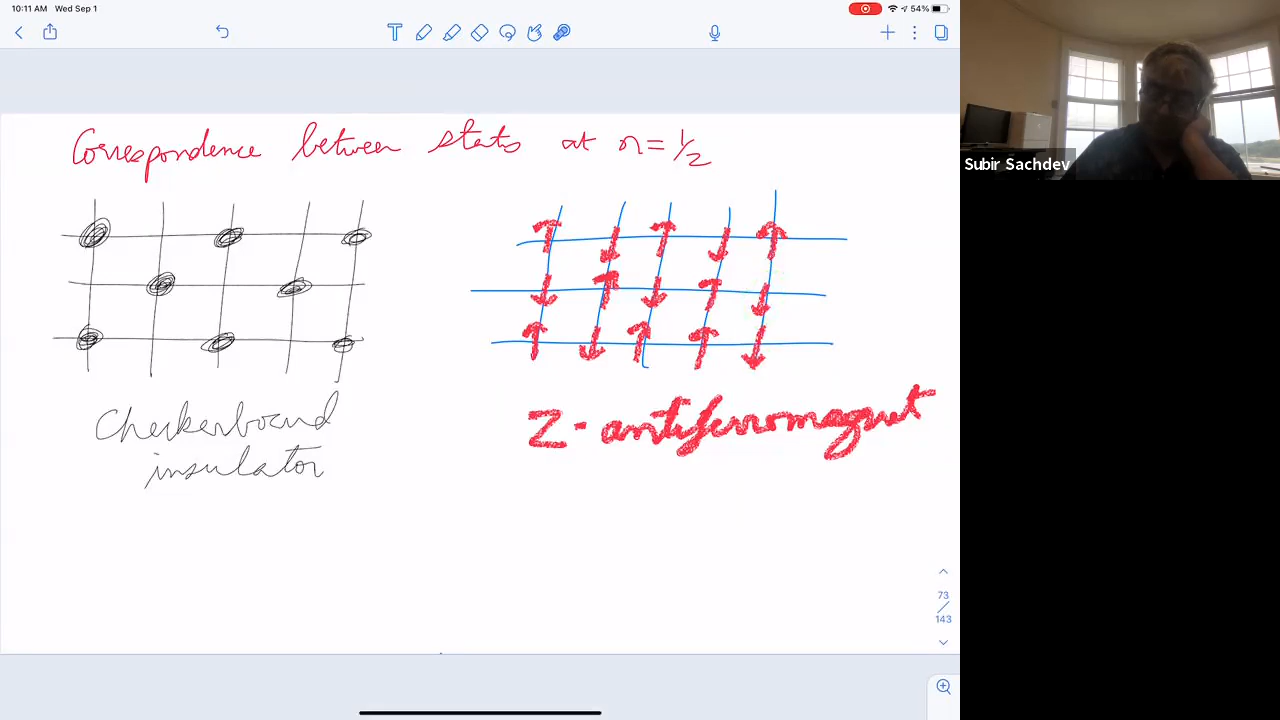 10:11 AM Wed Sep 1
54%
Correspondence between states at n = 1/2
Subir Sachdev
Checkerboard
insulator
Z - antiferromagnet
73
/
143